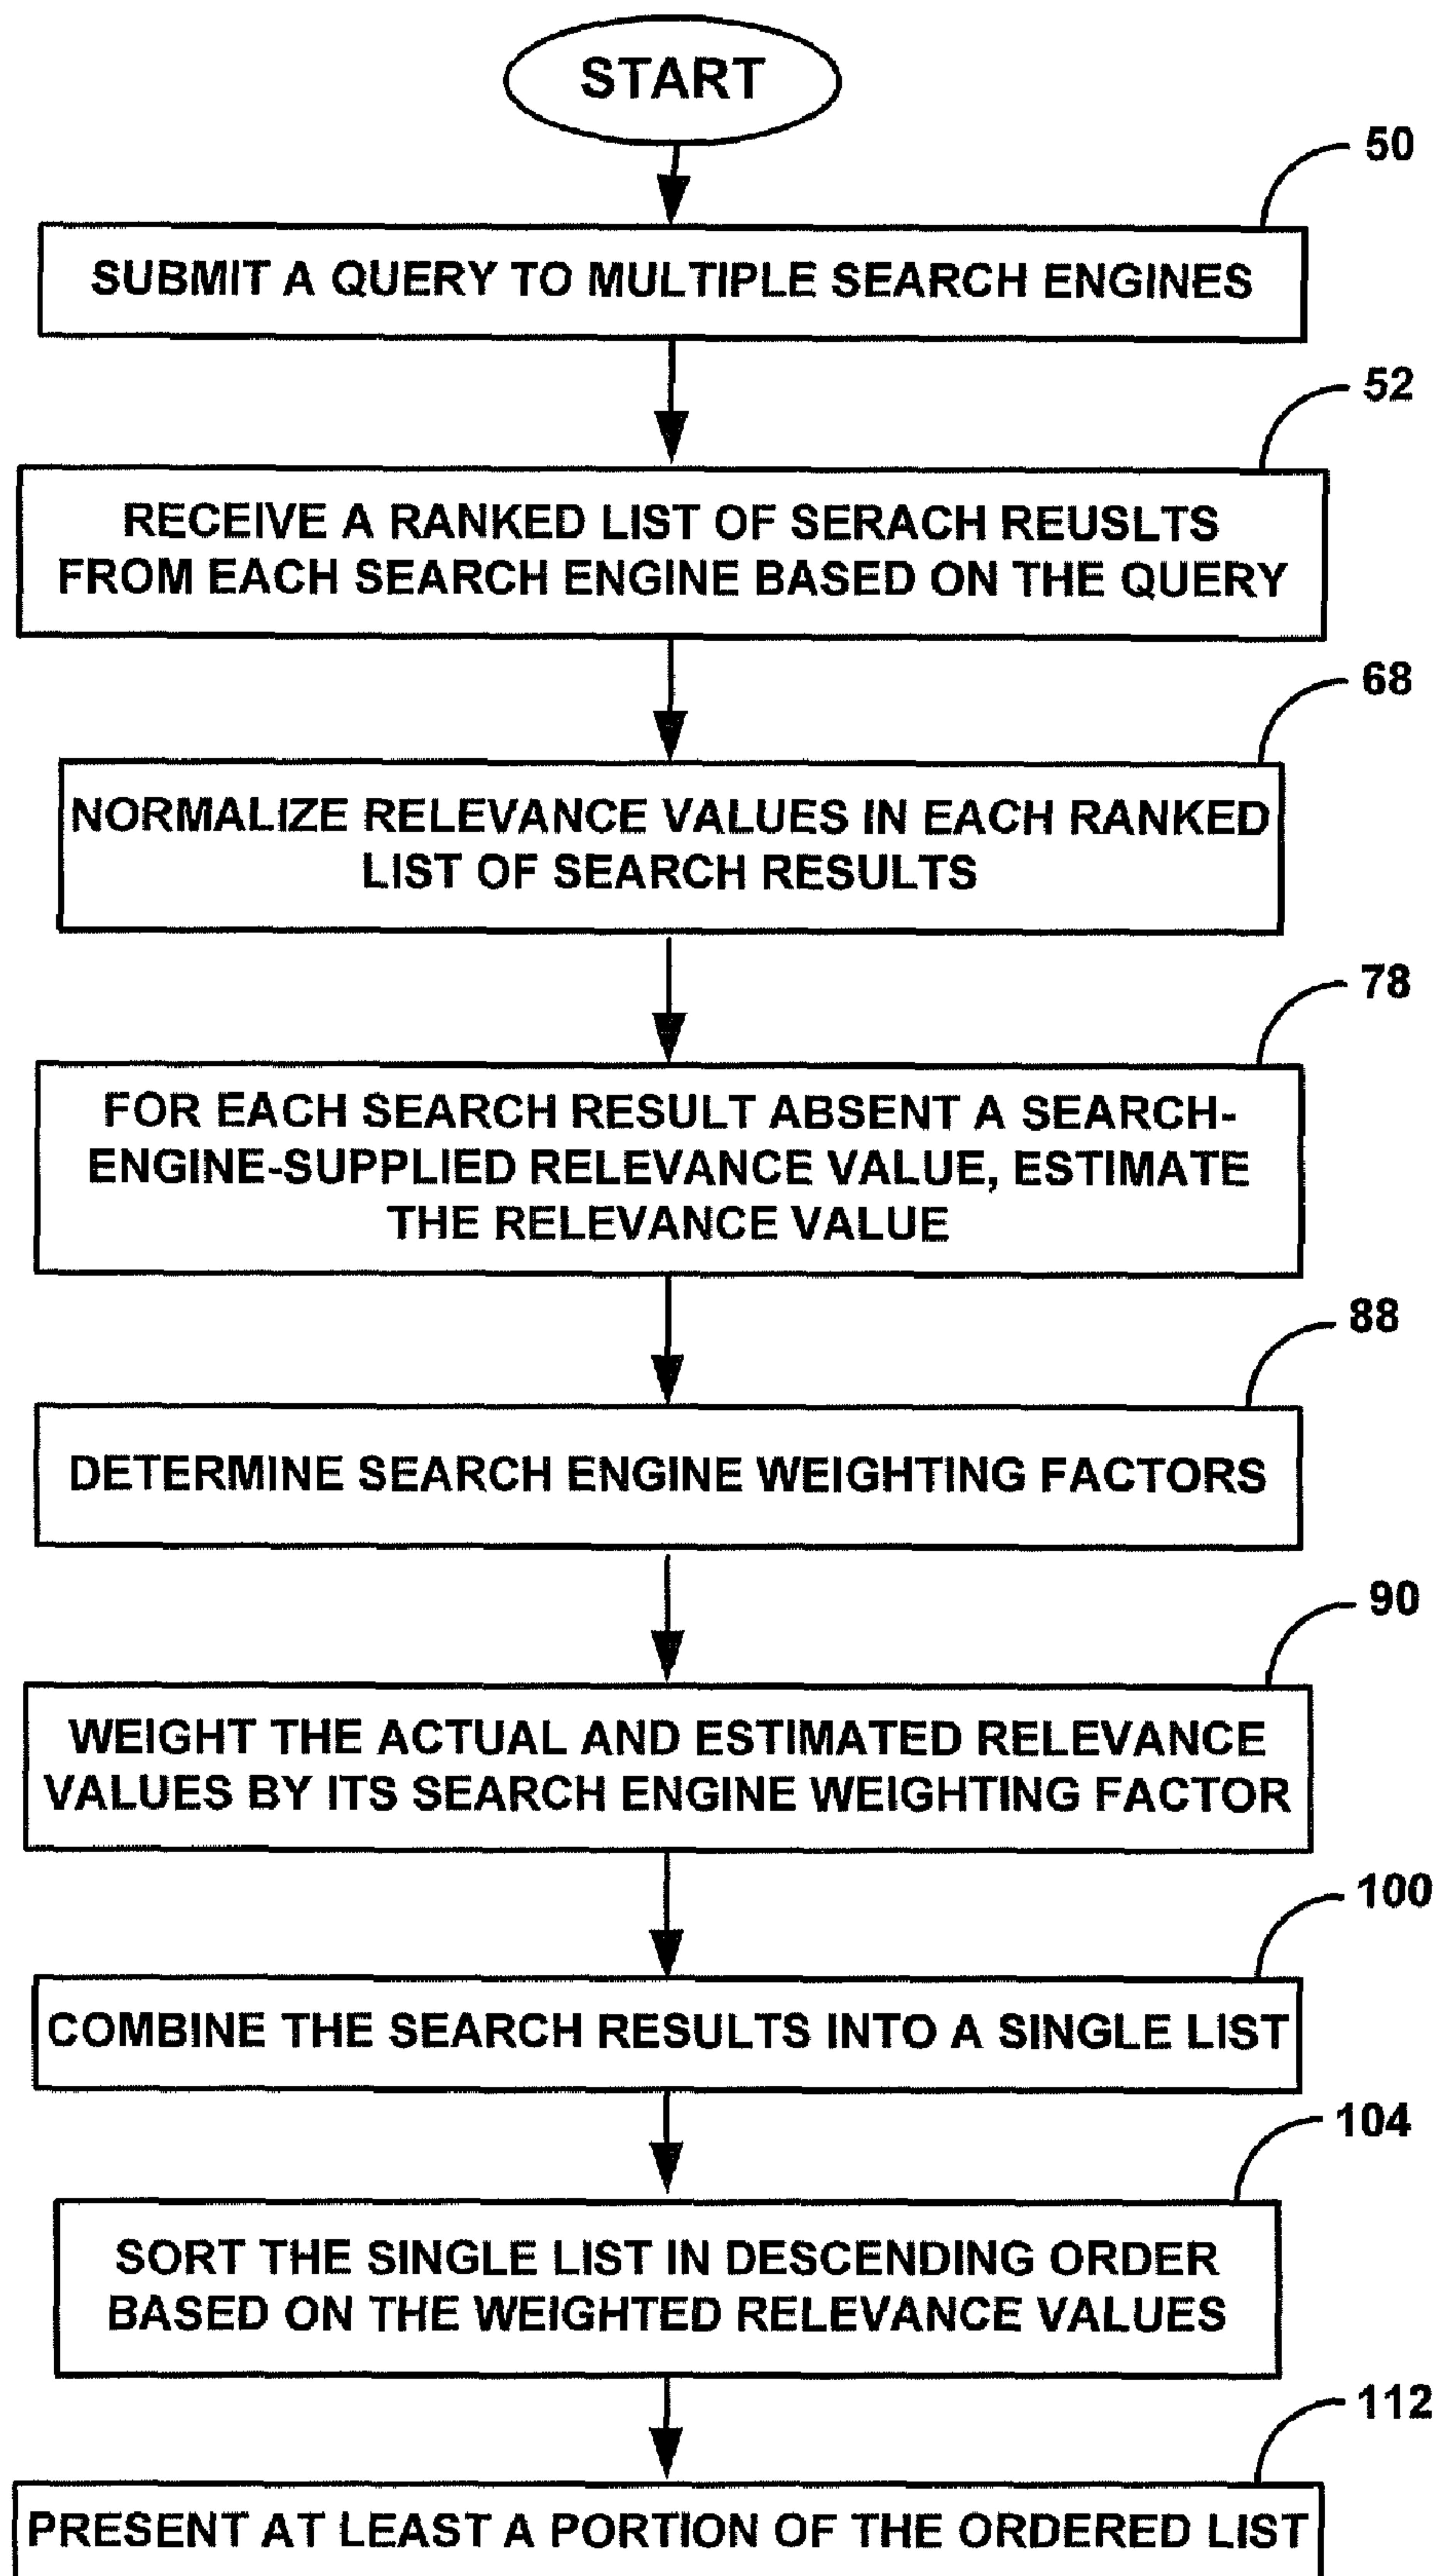 START
50
SUBMIT A QUERY TO MULTIPLE SEARCH ENGINES
52
RECEIVE A RANKED LIST OF SERACH REUSLTS
FROM EACH SEARCH ENGINE BASED ON THE QUERY
68
NORMALIZE RELEVANCE VALUES IN EACH RANKED
LIST OF SEARCH RESULTS
78
FOR EACH SEARCH RESULT ABSENT A SEARCH-
ENGINE-SUPPLIED RELEVANCE VALUE, ESTIMATE
THE RELEVANCE VALUE
88
DETERMINE SEARCH ENGINE WEIGHTING FACTORS
90
WEIGHT THE ACTUAL AND ESTIMATED RELEVANCE
VALUES BY ITS SEARCH ENGINE WEIGHTING FACTOR
100
COMBINE THE SEARCH RESULTS INTO A SINGLE LIST
104
SORT THE SINGLE LIST IN DESCENDING ORDER
BASED ON THE WEIGHTED RELEVANCE VALUES
112
PRESENT AT LEAST A PORTION OF THE ORDERED LIST